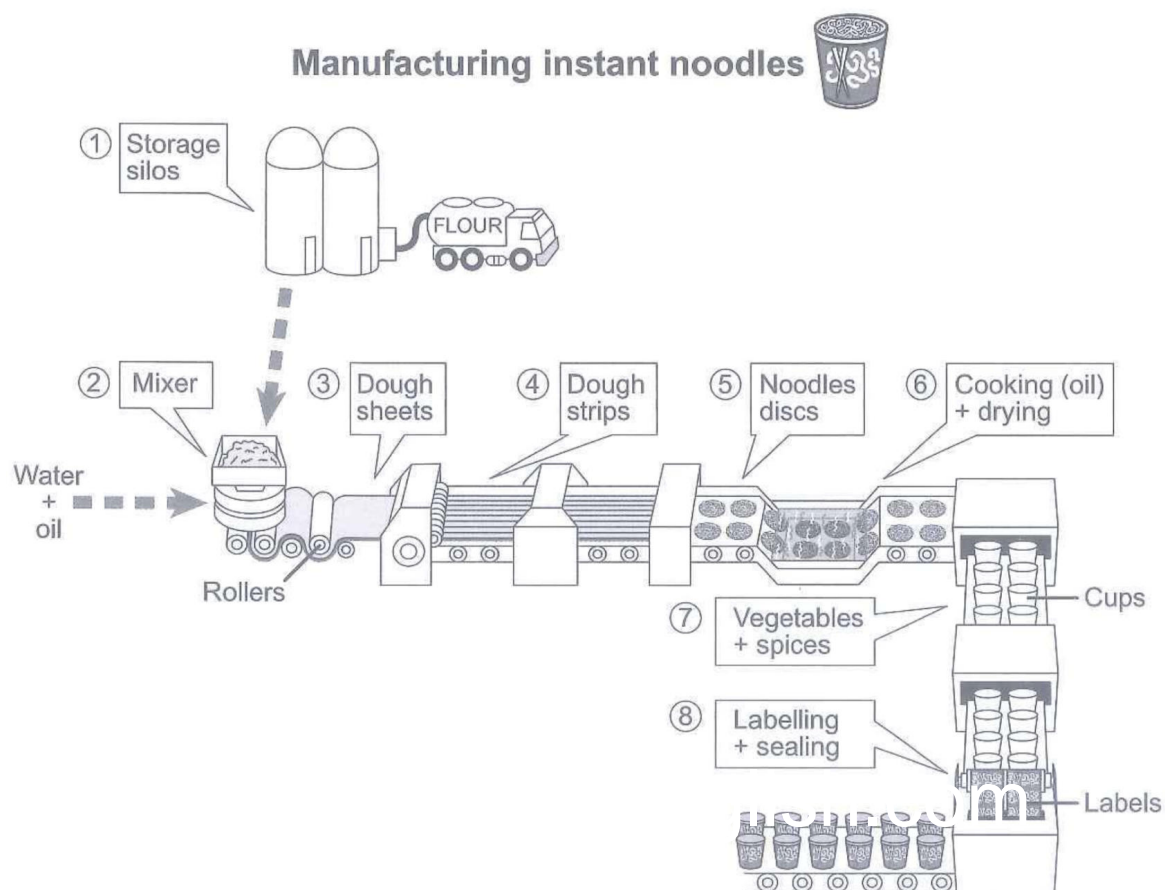 Manufacturing instant noodles
1 Storage
silos
FLOUR
2 Mixer
3 Dough
sheets
4 Dough
strips
5 Noodles
discs
6 Cooking (oil)
+ drying
Water
+
oil
Rollers
7 Vegetables
+ spices
Cups
8 Labelling
+ sealing
Labels